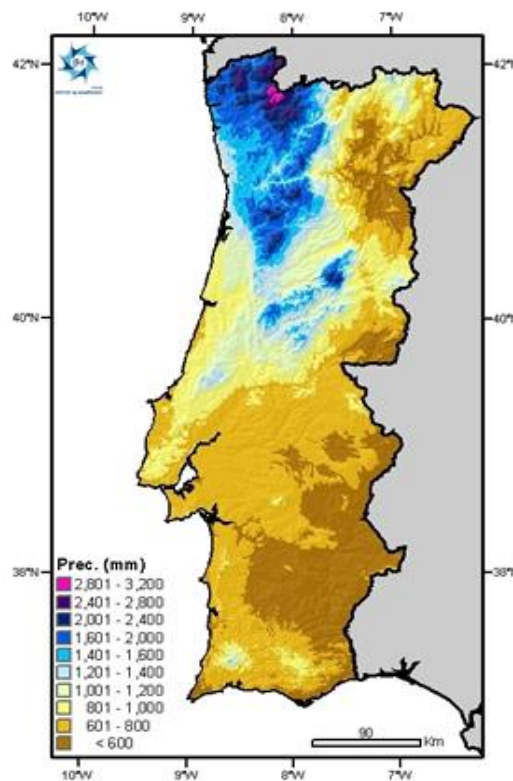 10°W 9°W 8°W 7°W
42°N 42°N
40°N 40°N
38°N 38°N
Prec. (mm)
2,801 - 3,200
2,401 - 2,800
2,001 - 2,400
1,601 - 2,000
1,401 - 1,600
1,201 - 1,400
1,001 - 1,200
801 - 1,000
601 - 800
< 600
90
Km
10°W 9°W 8°W 7°W